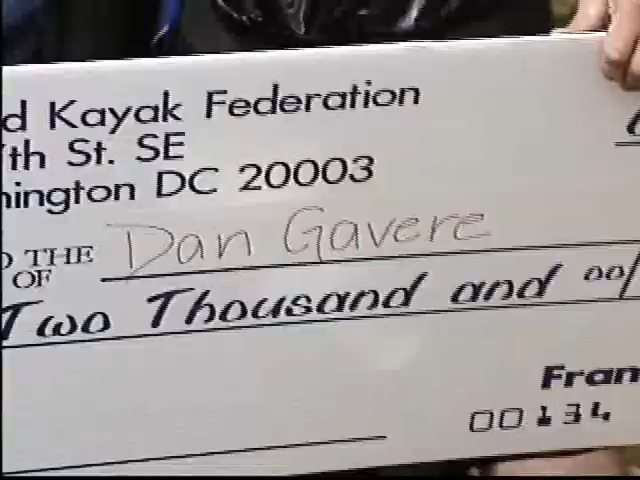 d Kayak Federation
th St. SE
hington DC 20003
O THE
OF
Dan Gavere
Two Thousand and 00/
Fran
00134